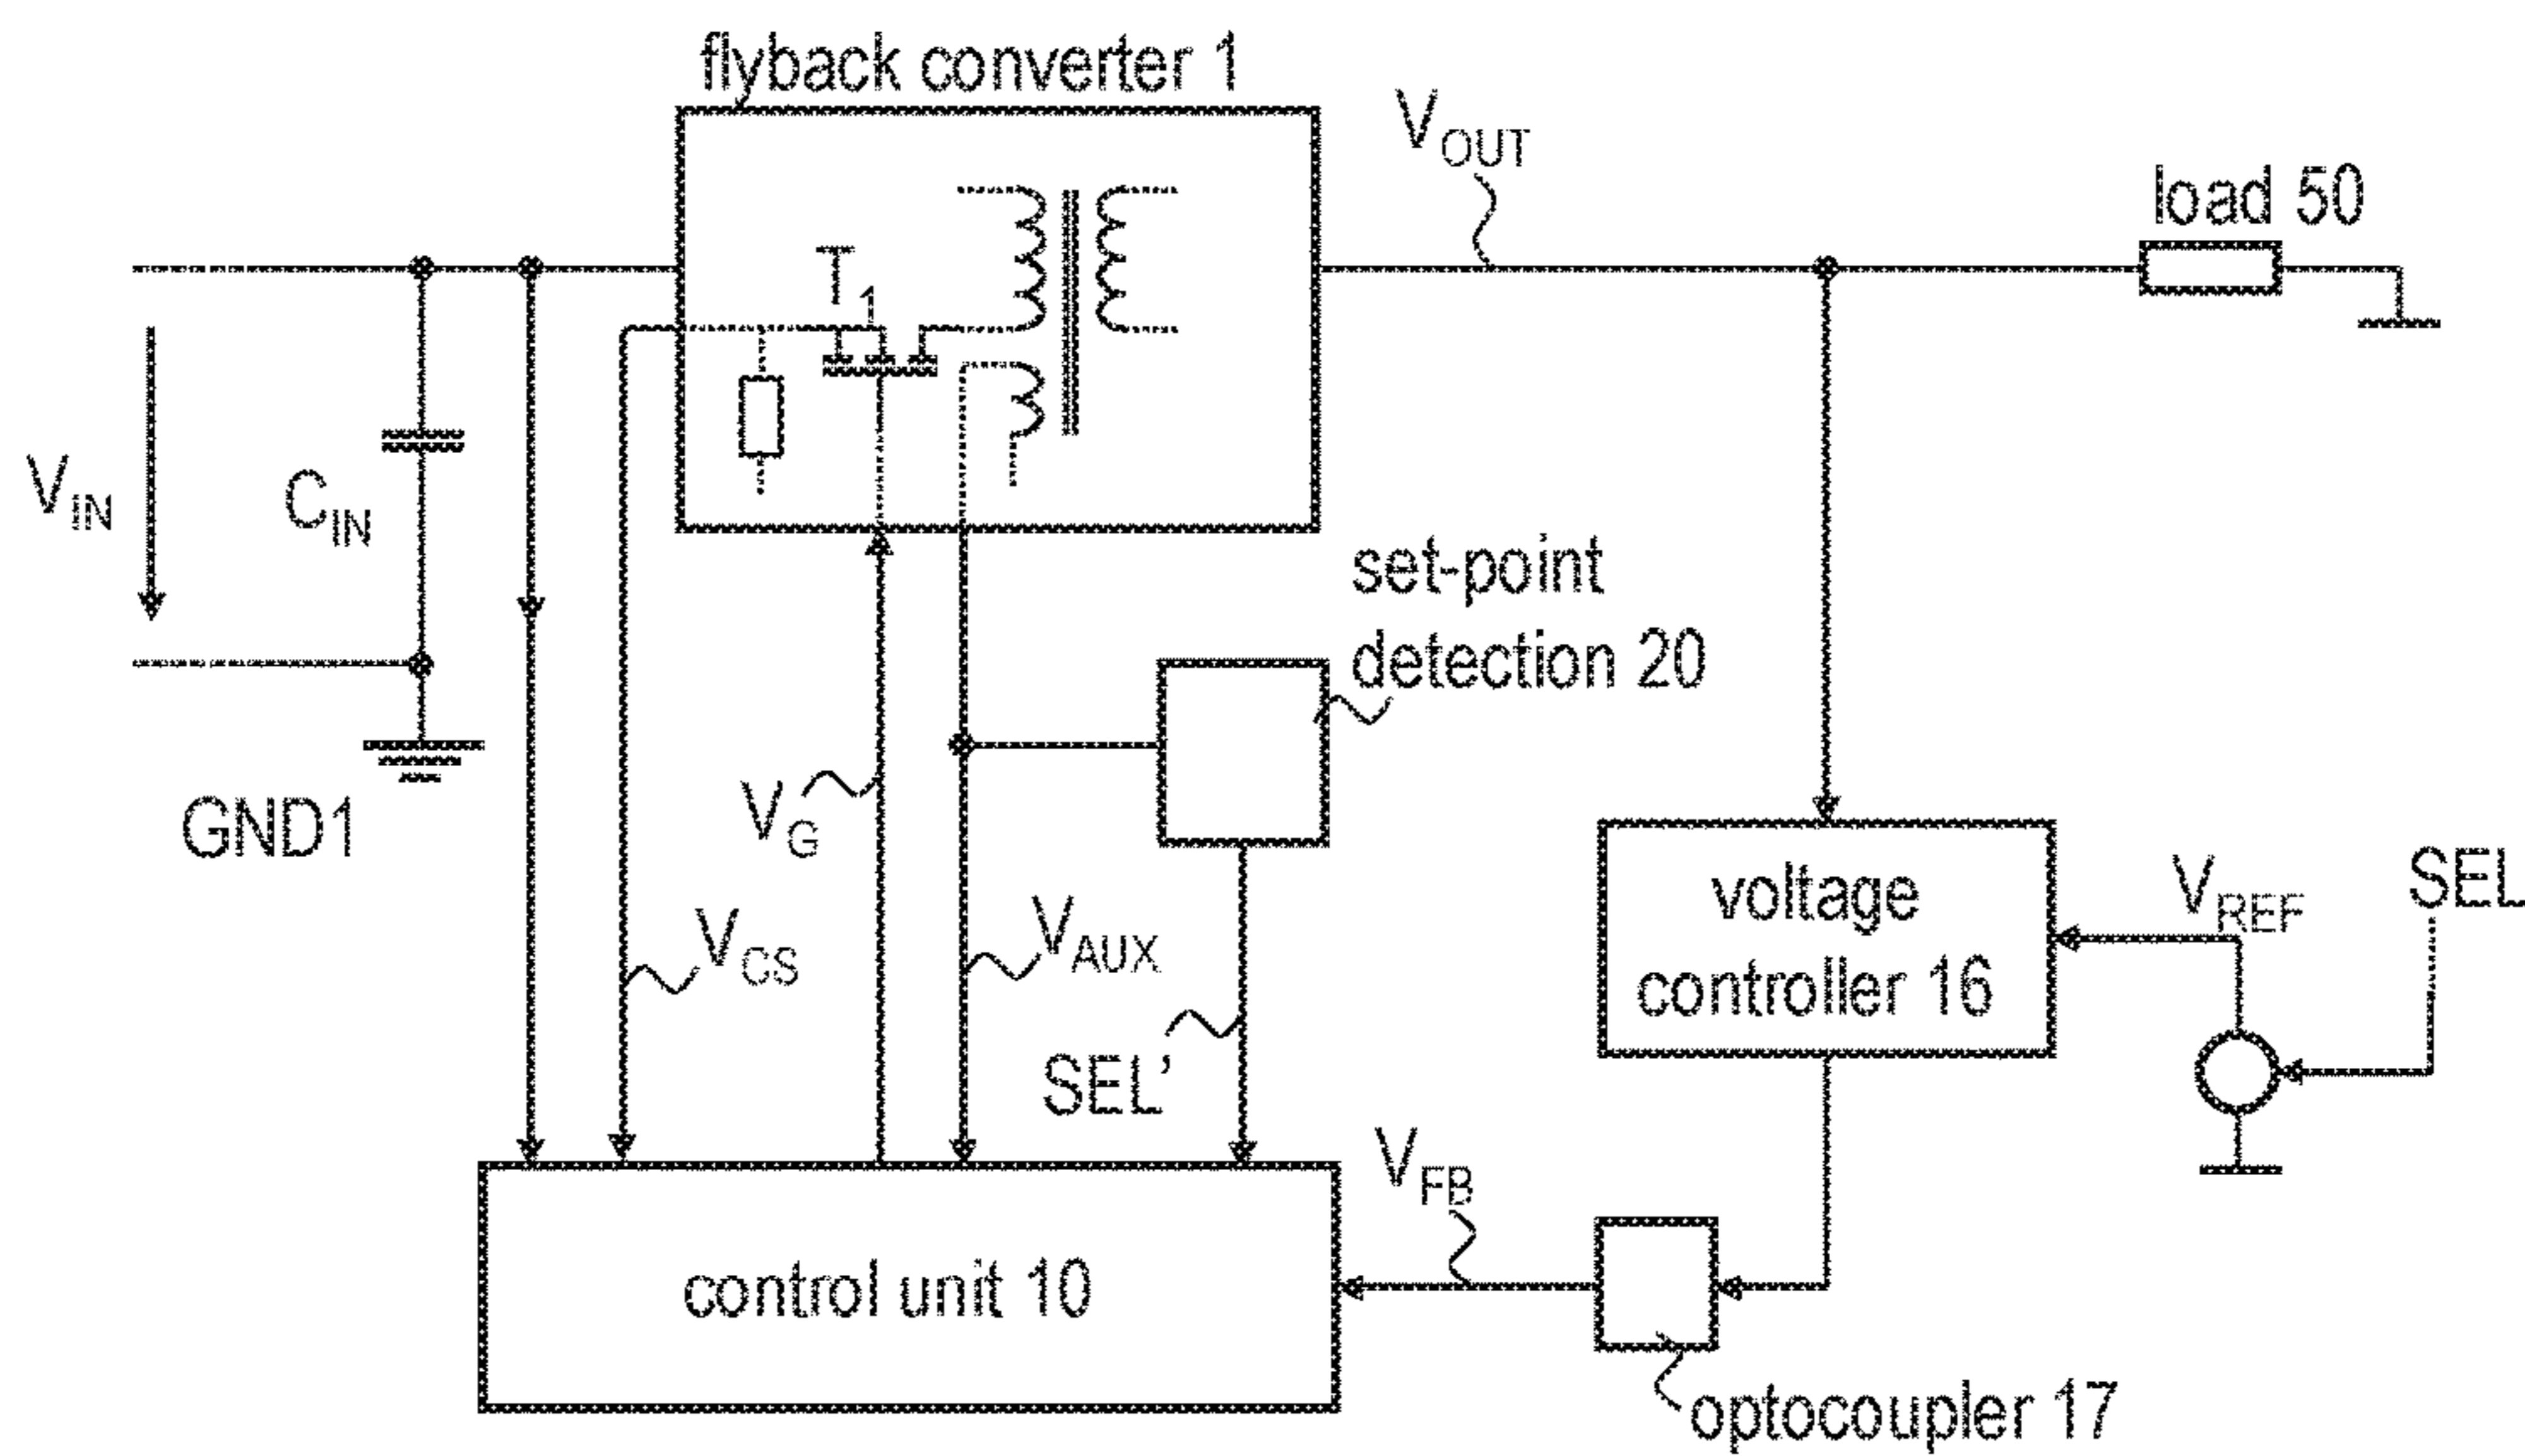 flyback converter 1
V_OUT
load 50
T_1
V_IN
C_IN
set-point
detection 20
GND1
V_G
V_CS
V_AUX
SEL'
voltage
controller 16
V_REF
SEL
V_FB
control unit 10
optocoupler 17